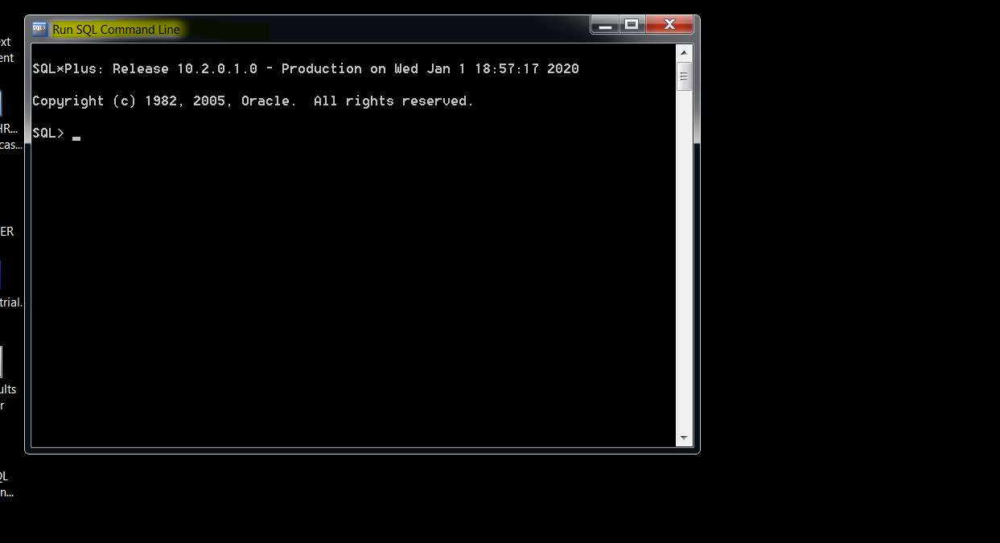 Run SQL Command Line
SQL*Plus: Release 10.2.0.1.0 - Production on Wed Jan 1 18:57:17 2020
Copyright (c) 1982, 2005, Oracle.  All rights reserved.
SQL>
xt
ent
HR...
cas...
ER
trial.
ults
r
QL
n...